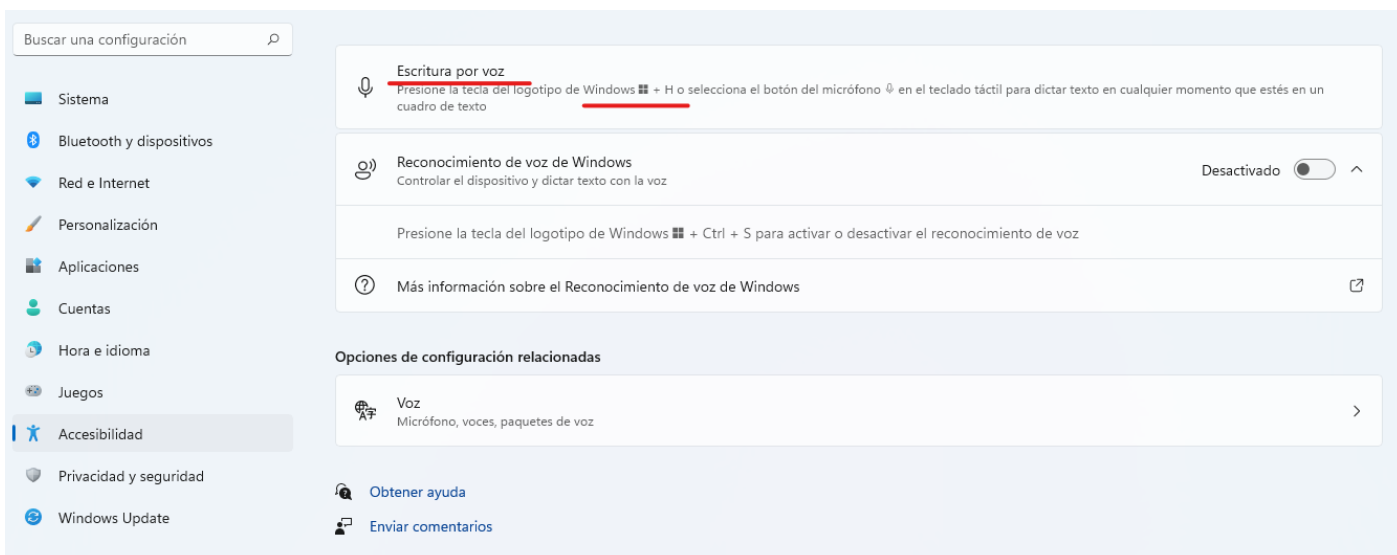 Buscar una configuración
Sistema
Bluetooth y dispositivos
Red e Internet
Personalización
Aplicaciones
Cuentas
Hora e idioma
Juegos
Accesibilidad
Privacidad y seguridad
Windows Update
Escritura por voz
Presione la tecla del logotipo de Windows + H o selecciona el botón del micrófono en el teclado táctil para dictar texto en cualquier momento que estés en un
cuadro de texto
Reconocimiento de voz de Windows
Controlar el dispositivo y dictar texto con la voz
Desactivado
Presione la tecla del logotipo de Windows + Ctrl + S para activar o desactivar el reconocimiento de voz
Más información sobre el Reconocimiento de voz de Windows
Opciones de configuración relacionadas
Voz
Micrófono, voces, paquetes de voz
Obtener ayuda
Enviar comentarios